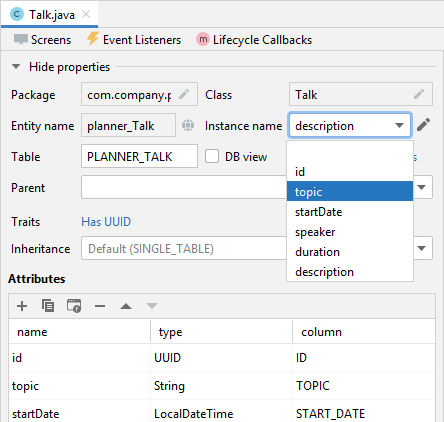 Talk.java
Screens Event Listeners Lifecycle Callbacks
Hide properties
Package com.company.p Class Talk
Entity name planner_Talk Instance name description
Table PLANNER_TALK DB view
id
Parent topic
startDate
Traits Has UUID speaker
Inheritance Default (SINGLE_TABLE) duration
description
Attributes
name type column
id UUID ID
topic String TOPIC
startDate LocalDateTime START_DATE